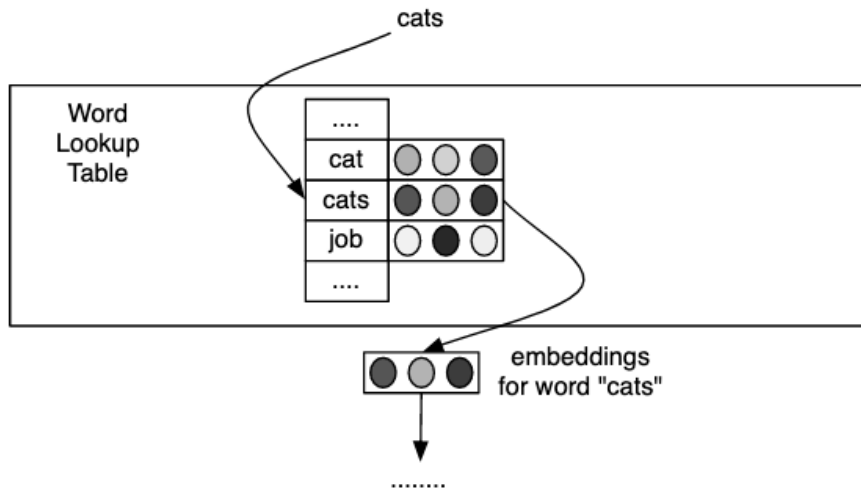 cats
Word
Lookup
Table
....
cat
cats
job
....
embeddings
for word "cats"
........